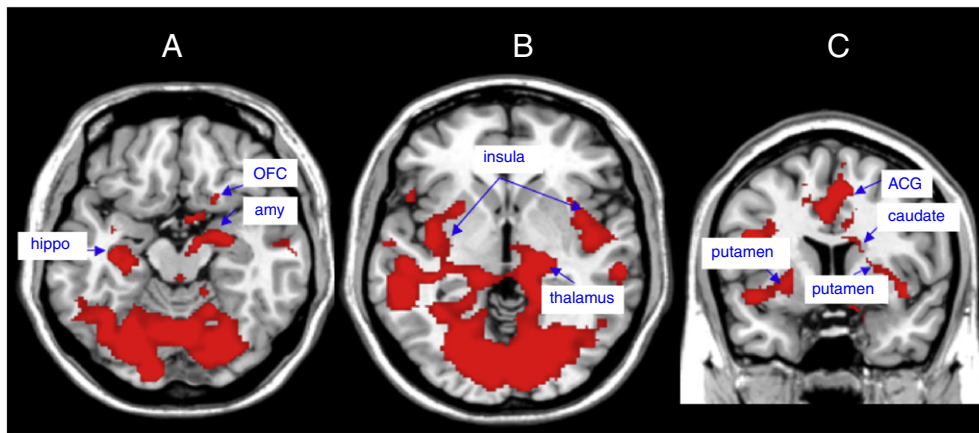 A
B
C
OFC
amy
hippo
insula
thalamus
ACG
caudate
putamen
putamen